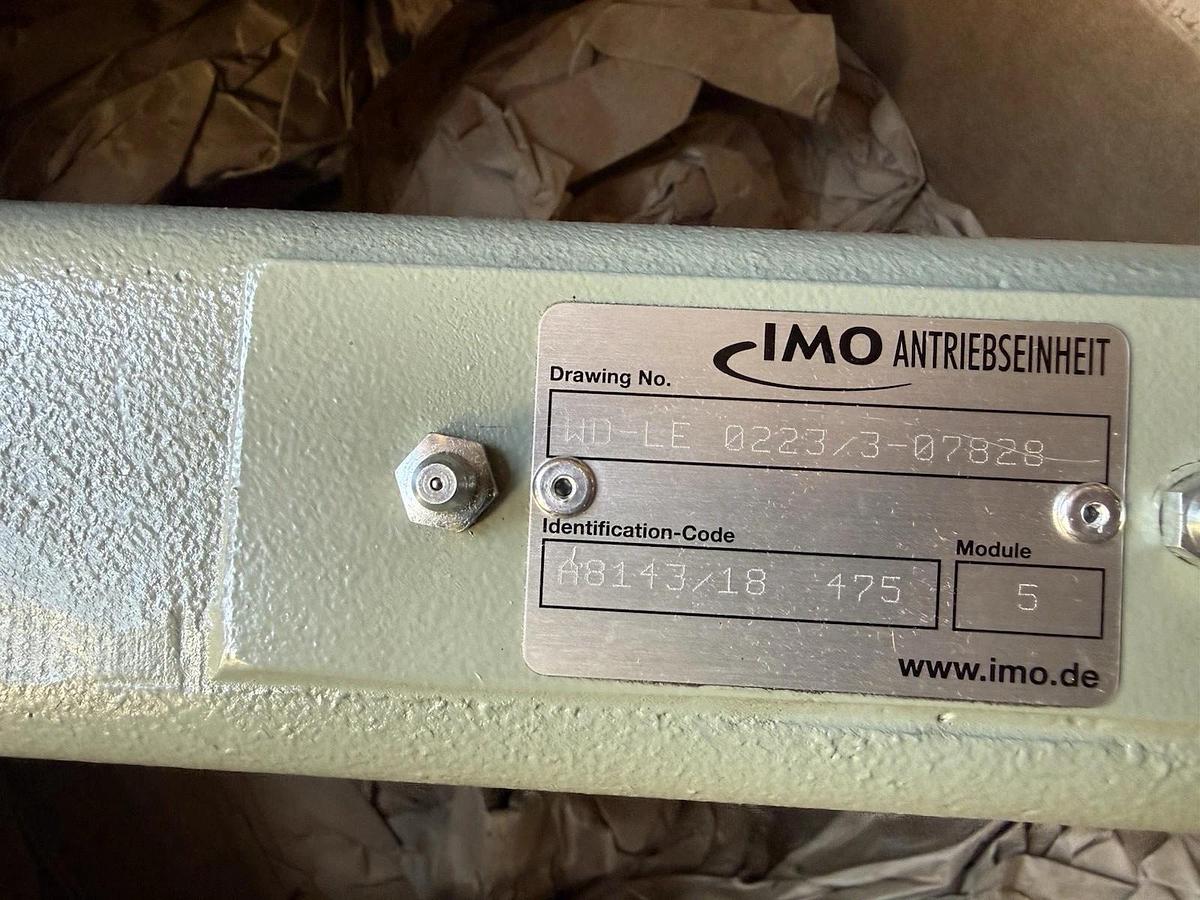 IMO ANTRIEBSEINHEIT
Drawing No.
WD-LE 0223/3-07828
Identification-Code
Module
A8143/18 475
5
www.imo.de